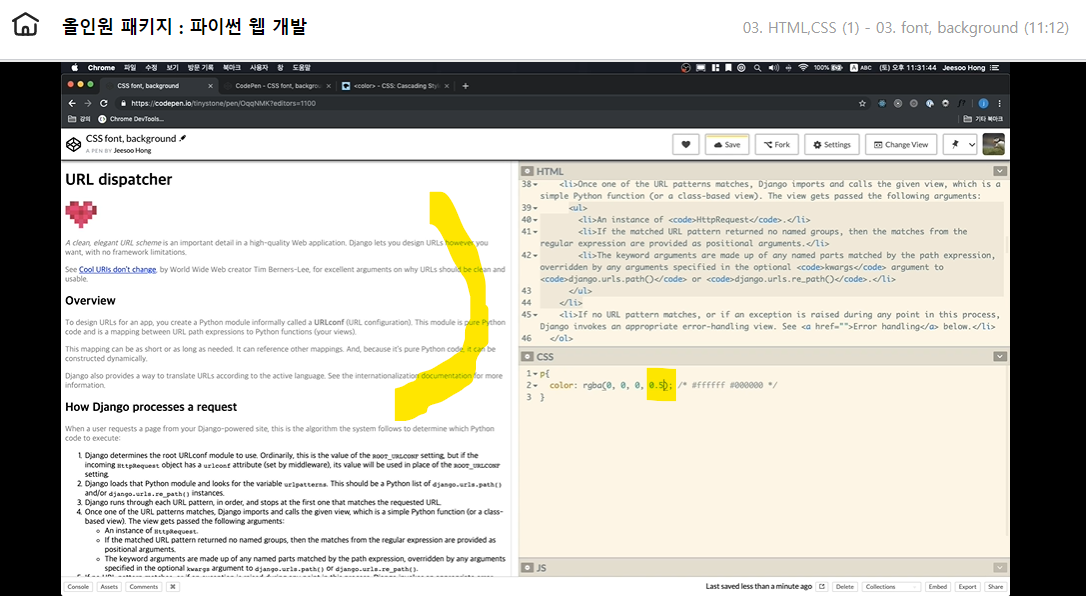 올인원 패키지 : 파이썬 웹 개발
03. HTML,CSS (1) - 03. font, background (11:12)
Chrome 파일 수정 보기 방문 기록 북마크 사용자 창 도움말
100% ABC (토) 오후 11:31:44 Jeesoo Hong
CSS font, background
CodePen - CSS font, backgrou
<color> - CSS: Cascading Styl
https://codepen.io/tinystone/pen/OqqNMK?editors=1100
강의 Chrome DevTools... 기타 북마크
CSS font, background
A PEN BY Jeesoo Hong
Save Fork Settings Change View
URL dispatcher
A clean, elegant URL scheme is an important detail in a high-quality Web application. Django lets you design URLs however you
want, with no framework limitations.
See Cool URIs don't change, by World Wide Web creator Tim Berners-Lee, for excellent arguments on why URLs should be clean and
usable.
Overview
To design URLs for an app, you create a Python module informally called a URLconf (URL configuration). This module is pure Python
code and is a mapping between URL path expressions to Python functions (your views).
This mapping can be as short or as long as needed. It can reference other mappings. And, because it's pure Python code, it can be
constructed dynamically.
Django also provides a way to translate URLs according to the active language. See the internationalization documentation for more
information.
How Django processes a request
When a user requests a page from your Django-powered site, this is the algorithm the system follows to determine which Python
code to execute:
1. Django determines the root URLconf module to use. Ordinarily, this is the value of the ROOT_URLCONF setting, but if the
incoming HttpRequest object has a urlconf attribute (set by middleware), its value will be used in place of the ROOT_URLCONF
setting.
2. Django loads that Python module and looks for the variable urlpatterns. This should be a Python list of django.urls.path()
and/or django.urls.re_path() instances.
3. Django runs through each URL pattern, in order, and stops at the first one that matches the requested URL.
4. Once one of the URL patterns matches, Django imports and calls the given view, which is a simple Python function (or a class-
based view). The view gets passed the following arguments:
An instance of HttpRequest.
If the matched URL pattern returned no named groups, then the matches from the regular expression are provided as
positional arguments.
The keyword arguments are made up of any named parts matched by the path expression, overridden by any arguments
specified in the optional kwargs argument to django.urls.path() or django.urls.re_path().
HTML
38 <li>Once one of the URL patterns matches, Django imports and calls the given view, which is a
simple Python function (or a class-based view). The view gets passed the following arguments:
39 <ul>
40 <li>An instance of <code>HttpRequest</code>.</li>
41 <li>If the matched URL pattern returned no named groups, then the matches from the
regular expression are provided as positional arguments.</li>
42 <li>The keyword arguments are made up of any named parts matched by the path expression,
overridden by any arguments specified in the optional <code>kwargs</code> argument to
<code>django.urls.path()</code> or <code>django.urls.re_path()</code>.</li>
43 </ul>
44 </li>
45 <li>If no URL pattern matches, or if an exception is raised during any point in this process,
Django invokes an appropriate error-handling view. See <a href="">Error handling</a> below.</li>
46 </ol>
CSS
1 p{
2 color: rgba(0, 0, 0, 0.5); /* #ffffff #000000 */
3 }
JS
Console Assets Comments ⌘
Last saved less than a minute ago Delete Collections Embed Export Share